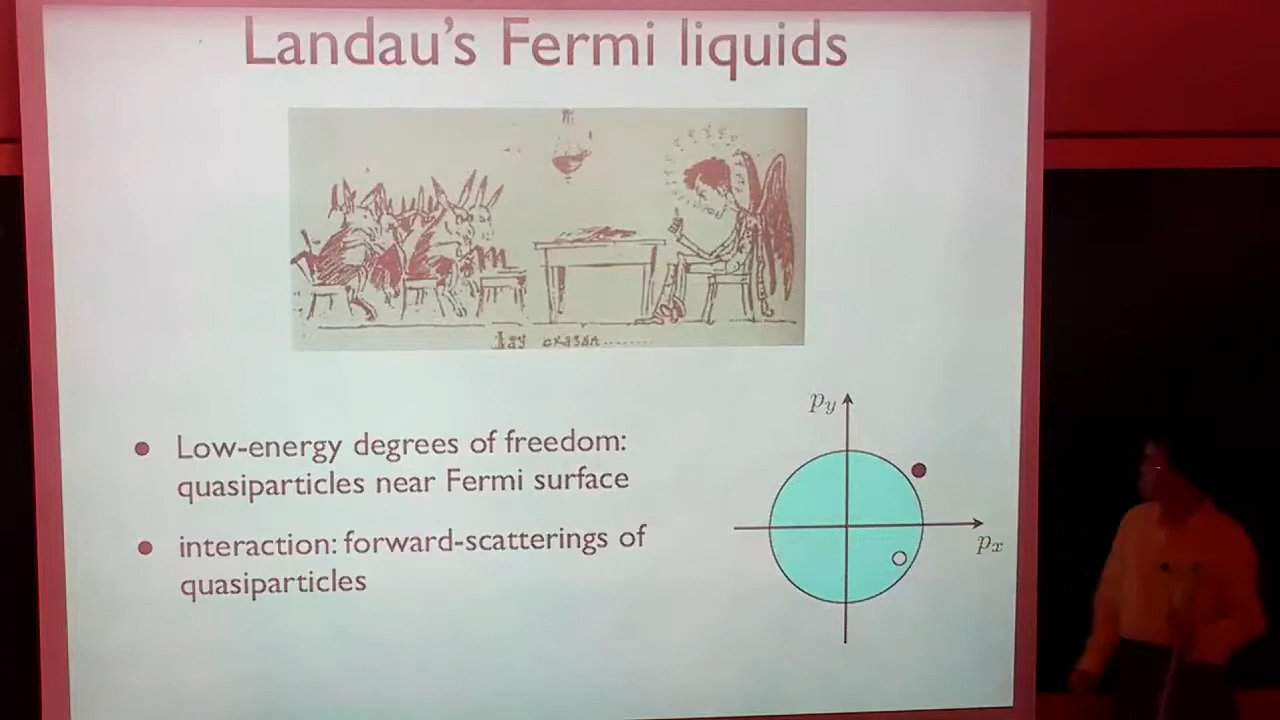 Landau's Fermi liquids
Low-energy degrees of freedom:
quasiparticles near Fermi surface
interaction: forward-scatterings of
quasiparticles
p_y
p_x